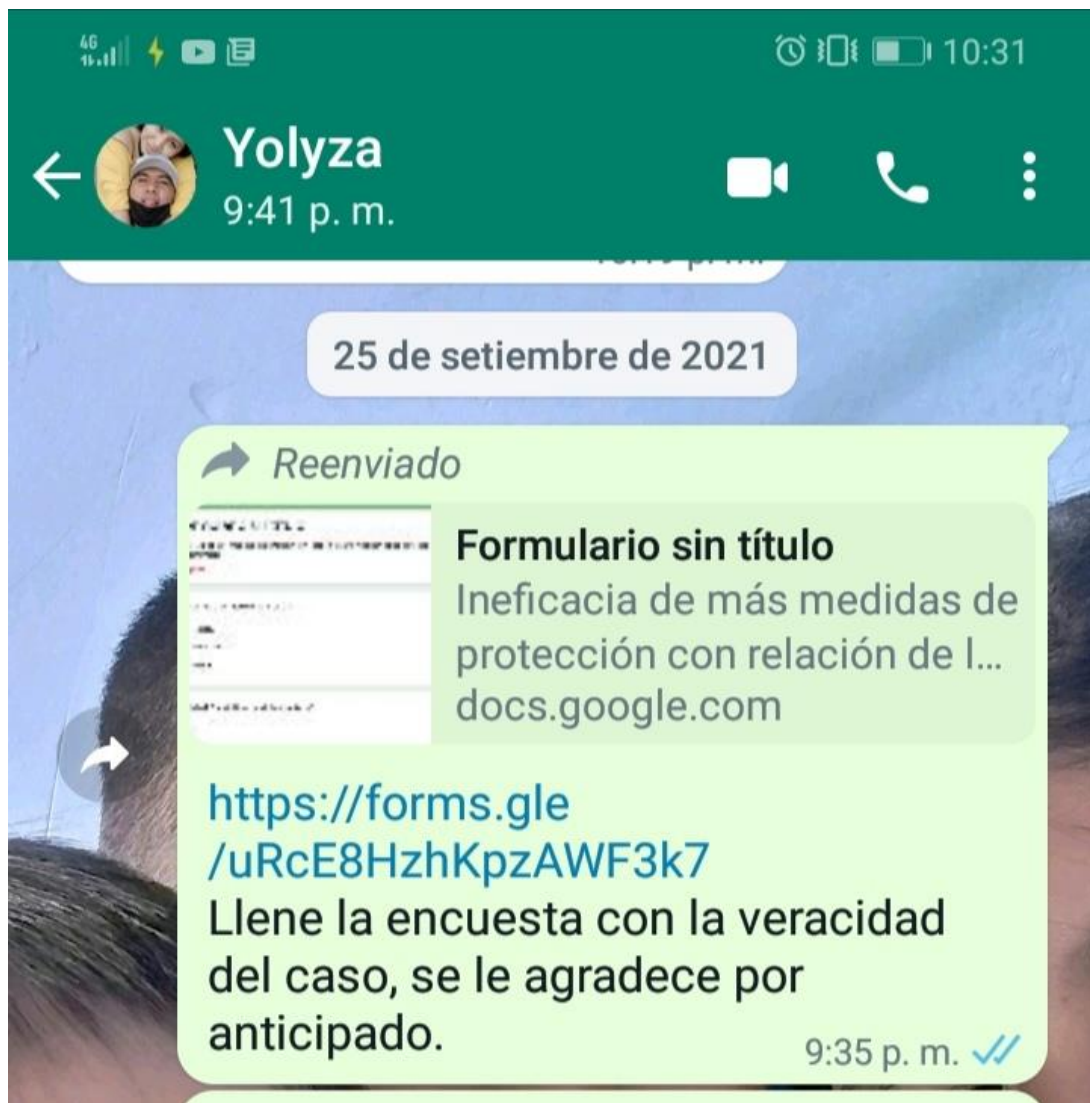 4G
10:31
Yolyza
9:41 p. m.
25 de setiembre de 2021
Reenviado
Formulario sin título
Ineficacia de más medidas de
protección con relación de l...
docs.google.com
https://forms.gle
/uRcE8HzhKpzAWF3k7
Llene la encuesta con la veracidad
del caso, se le agradece por
anticipado.
9:35 p. m.